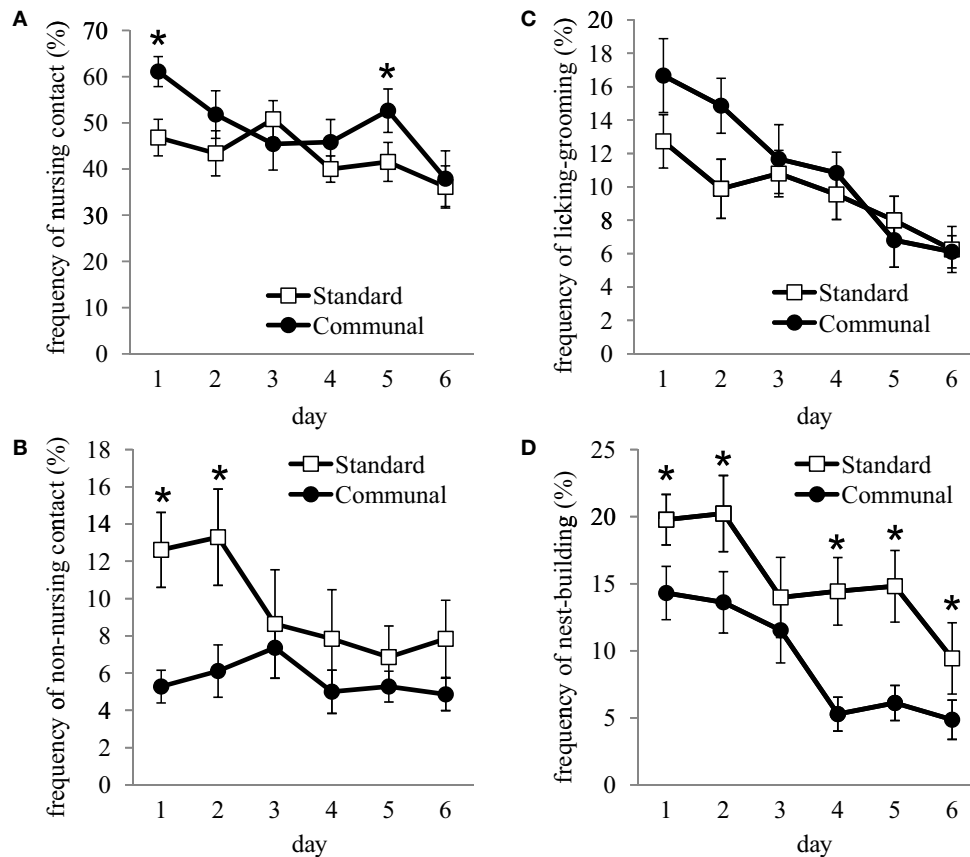 A
frequency of nursing contact (%)
70
60
50
40
30
20
10
0
*
*
Standard
Communal
1 2 3 4 5 6
day
C
frequency of licking-grooming (%)
20
18
16
14
12
10
8
6
4
2
0
Standard
Communal
1 2 3 4 5 6
day
B
frequency of non-nursing contact (%)
18
16
14
12
10
8
6
4
2
0
*
*
Standard
Communal
1 2 3 4 5 6
day
D
frequency of nest-building (%)
25
20
15
10
5
0
*
*
*
*
*
Standard
Communal
1 2 3 4 5 6
day